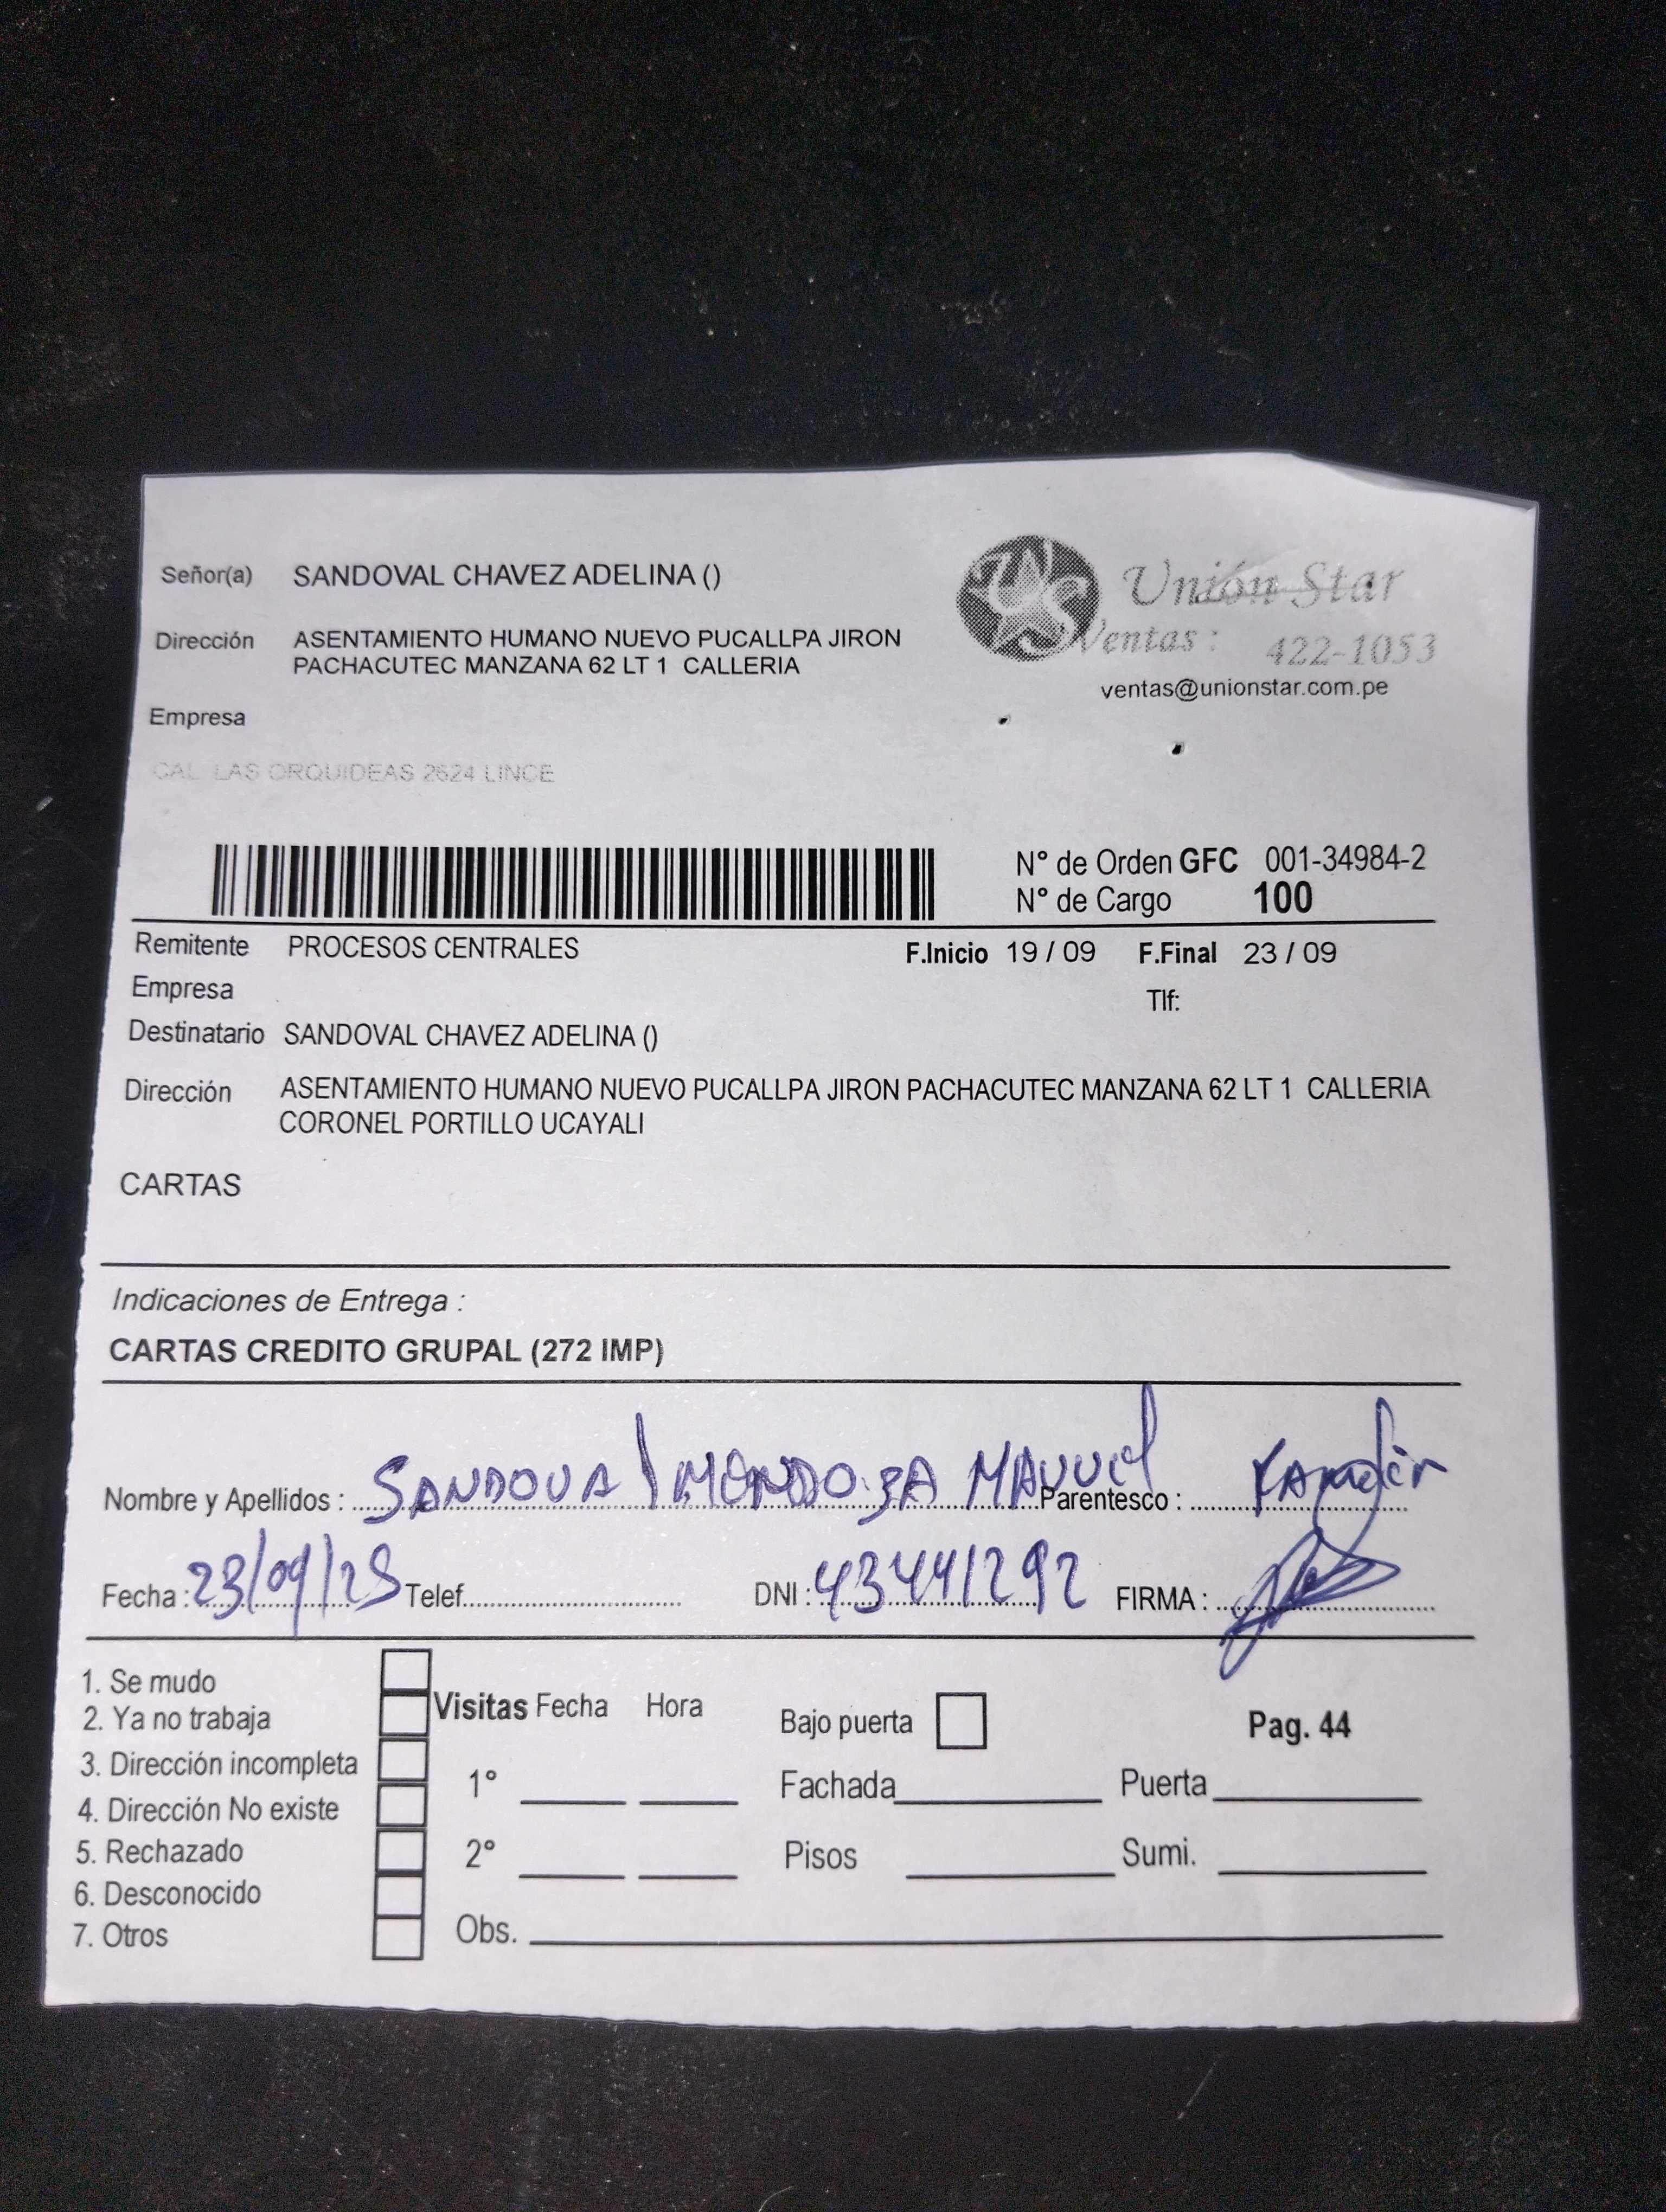 Señor(a) SANDOVAL CHAVEZ ADELINA ()
Unión Star
Dirección ASENTAMIENTO HUMANO NUEVO PUCALLPA JIRON
PACHACUTEC MANZANA 62 LT 1 CALLERIA
Ventas : 422-1053
ventas@unionstar.com.pe
Empresa
CAL LAS ORQUIDEAS 2624 LINCE
N° de Orden GFC 001-34984-2
N° de Cargo 100
Remitente PROCESOS CENTRALES F.Inicio 19 / 09 F.Final 23 / 09
Empresa Tlf:
Destinatario SANDOVAL CHAVEZ ADELINA ()
Dirección ASENTAMIENTO HUMANO NUEVO PUCALLPA JIRON PACHACUTEC MANZANA 62 LT 1 CALLERIA
CORONEL PORTILLO UCAYALI
CARTAS
Indicaciones de Entrega :
CARTAS CREDITO GRUPAL (272 IMP)
Nombre y Apellidos : SANDOVAl MENDOZA MANuel Parentesco :
Fecha : 23/09/25 Telef. DNI : 43441292 FIRMA :
1. Se mudo
2. Ya no trabaja
3. Dirección incompleta
4. Dirección No existe
5. Rechazado
6. Desconocido
7. Otros
Visitas Fecha Hora
1°
2°
Obs.
Bajo puerta Pag. 44
Fachada Puerta
Pisos Sumi.